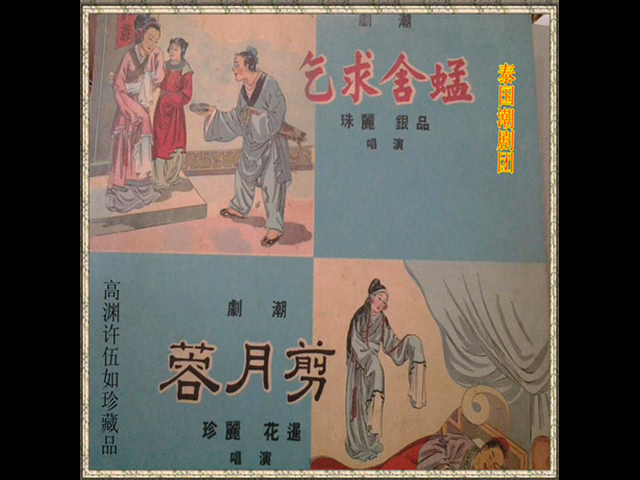 潮劇
蜢舍求乞
品銀 麗珠
演唱
泰国潮剧团
潮劇
剪月蓉
暹花 麗珍
演唱
高渊许伍如珍藏品